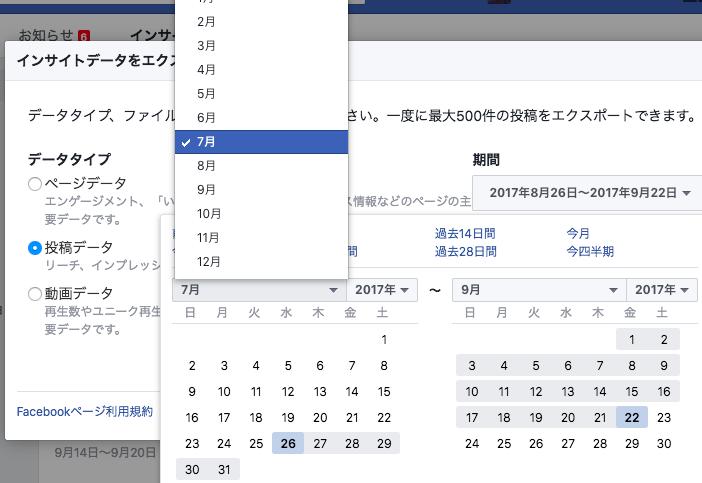 お知らせ 6
インサ
インサイトデータをエクス
データタイプ、ファイル
さい。一度に最大500件の投稿をエクスポートできます。
1月
2月
3月
4月
5月
6月
✓ 7月
8月
9月
10月
11月
12月
データタイプ
ページデータ
エンゲージメント、「い
ス情報などのページの主
要データです。
投稿データ
リーチ、インプレッシ
動画データ
再生数やユニーク再生
要データです。
期間
2017年8月26日〜2017年9月22日
過去14日間
今月
間
過去28日間
今四半期
7月
2017年
〜
9月
2017年
日 月 火 水 木 金 土
1
2 3 4 5 6 7 8
9 10 11 12 13 14 15
16 17 18 19 20 21 22
23 24 25 26 27 28 29
30 31
日 月 火 水 木 金 土
1 2
3 4 5 6 7 8 9
10 11 12 13 14 15 16
17 18 19 20 21 22 23
24 25 26 27 28 29 30
Facebookページ利用規約
9月14日〜9月20日